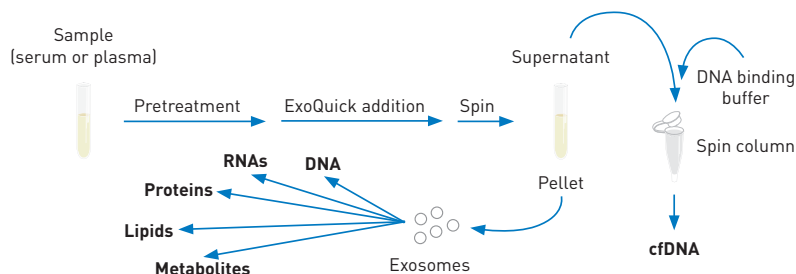 Sample
(serum or plasma)
Supernatant
DNA binding
buffer
Pretreatment
ExoQuick addition
Spin
Spin column
RNAs
DNA
Proteins
Pellet
Lipids
cfDNA
Metabolites
Exosomes